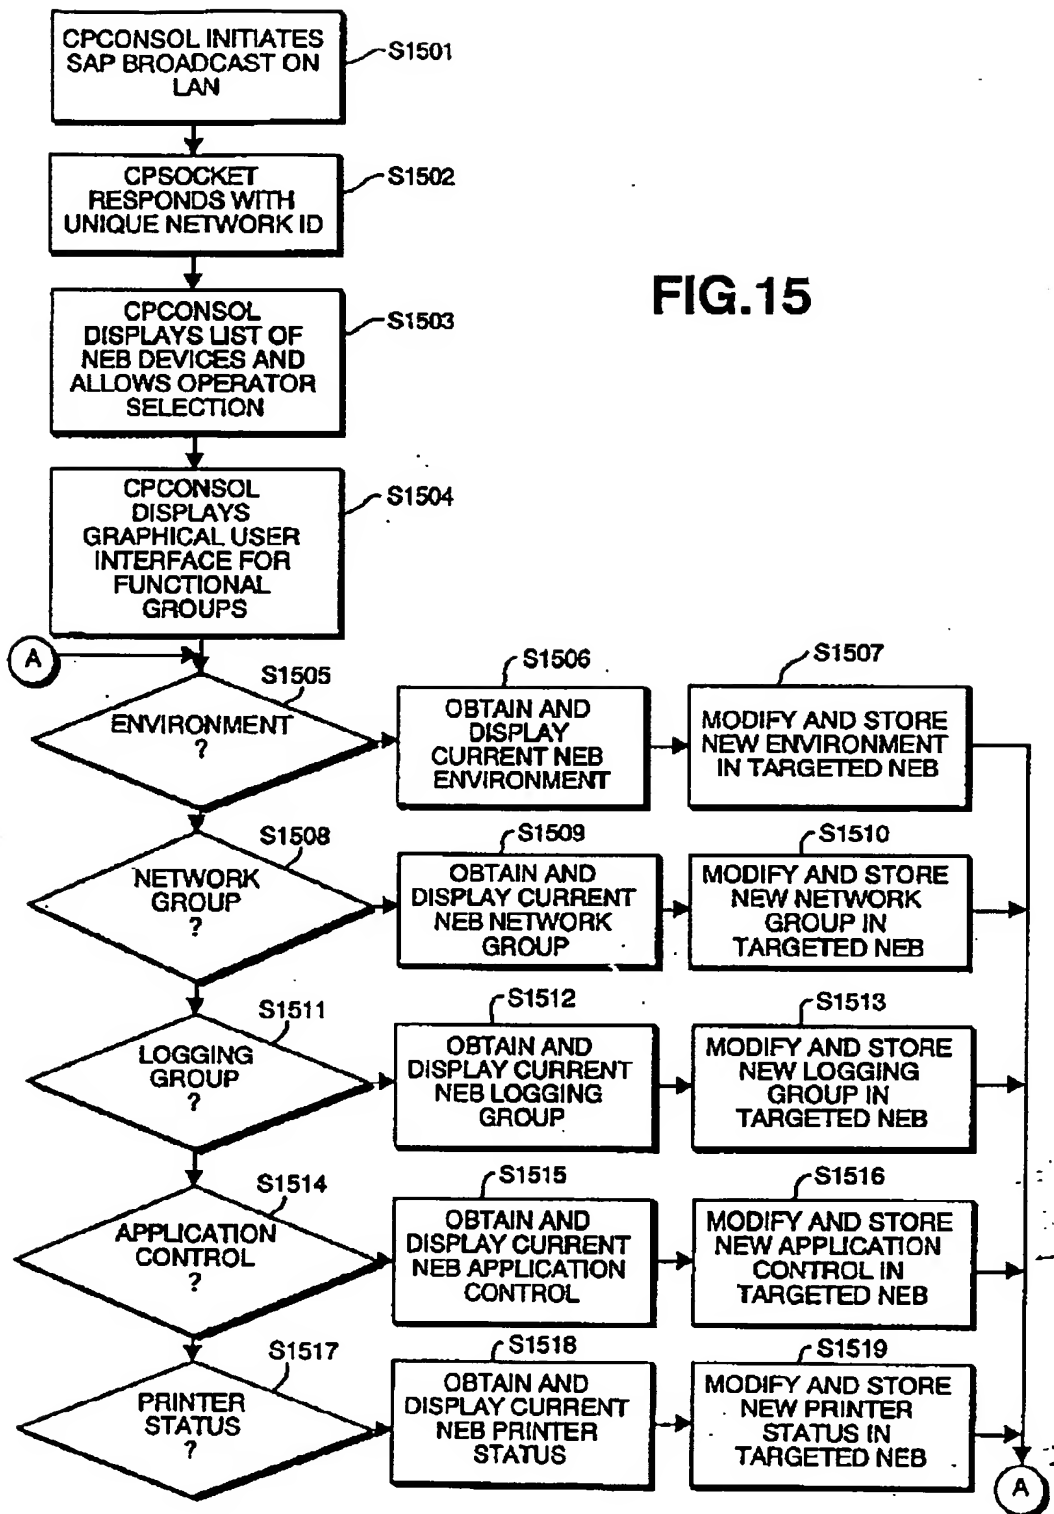 CPCONSOL INITIATES
SAP BROADCAST ON
LAN
S1501
CPSOCKET
RESPONDS WITH
UNIQUE NETWORK ID
S1502
FIG.15
CPCONSOL
DISPLAYS LIST OF
NEB DEVICES AND
ALLOWS OPERATOR
SELECTION
S1503
CPCONSOL
DISPLAYS
GRAPHICAL USER
INTERFACE FOR
FUNCTIONAL
GROUPS
S1504
A
ENVIRONMENT
?
S1505
OBTAIN AND
DISPLAY
CURRENT NEB
ENVIRONMENT
S1506
MODIFY AND STORE
NEW ENVIRONMENT
IN TARGETED NEB
S1507
NETWORK
GROUP
?
S1508
OBTAIN AND
DISPLAY CURRENT
NEB NETWORK
GROUP
S1509
MODIFY AND STORE
NEW NETWORK
GROUP IN
TARGETED NEB
S1510
LOGGING
GROUP
?
S1511
OBTAIN AND
DISPLAY CURRENT
NEB LOGGING
GROUP
S1512
MODIFY AND STORE
NEW LOGGING
GROUP IN
TARGETED NEB
S1513
APPLICATION
CONTROL
?
S1514
OBTAIN AND
DISPLAY CURRENT
NEB APPLICATION
CONTROL
S1515
MODIFY AND STORE
NEW APPLICATION
CONTROL IN
TARGETED NEB
S1516
PRINTER
STATUS
?
S1517
OBTAIN AND
DISPLAY CURRENT
NEB PRINTER
STATUS
S1518
MODIFY AND STORE
NEW PRINTER
STATUS IN
TARGETED NEB
S1519
A